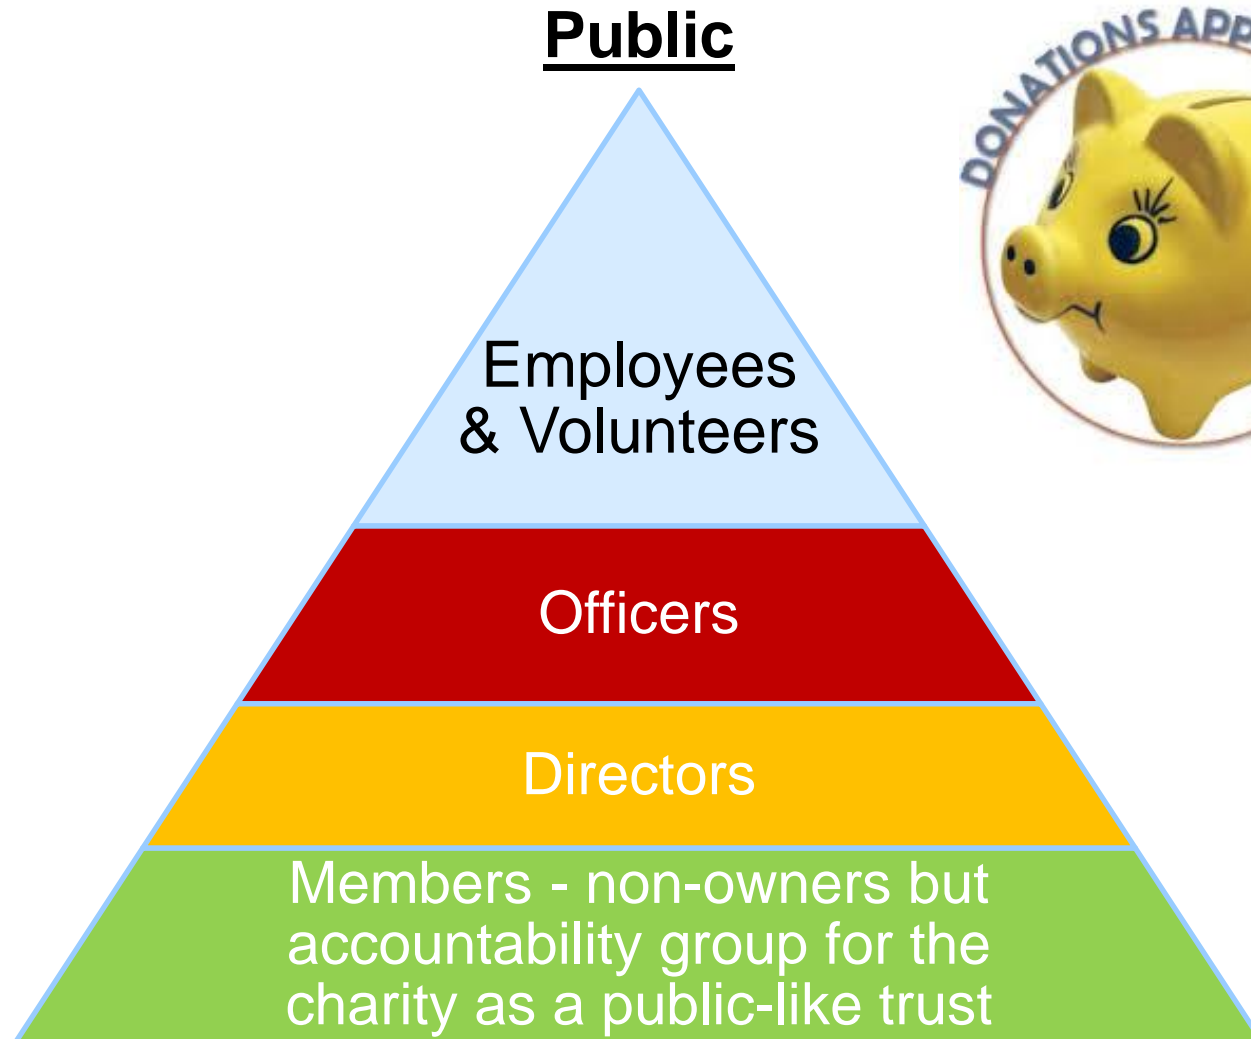 Public
DONATIONS
Employees
& Volunteers
Officers
Directors
Members - non-owners but
accountability group for the
charity as a public-like trust